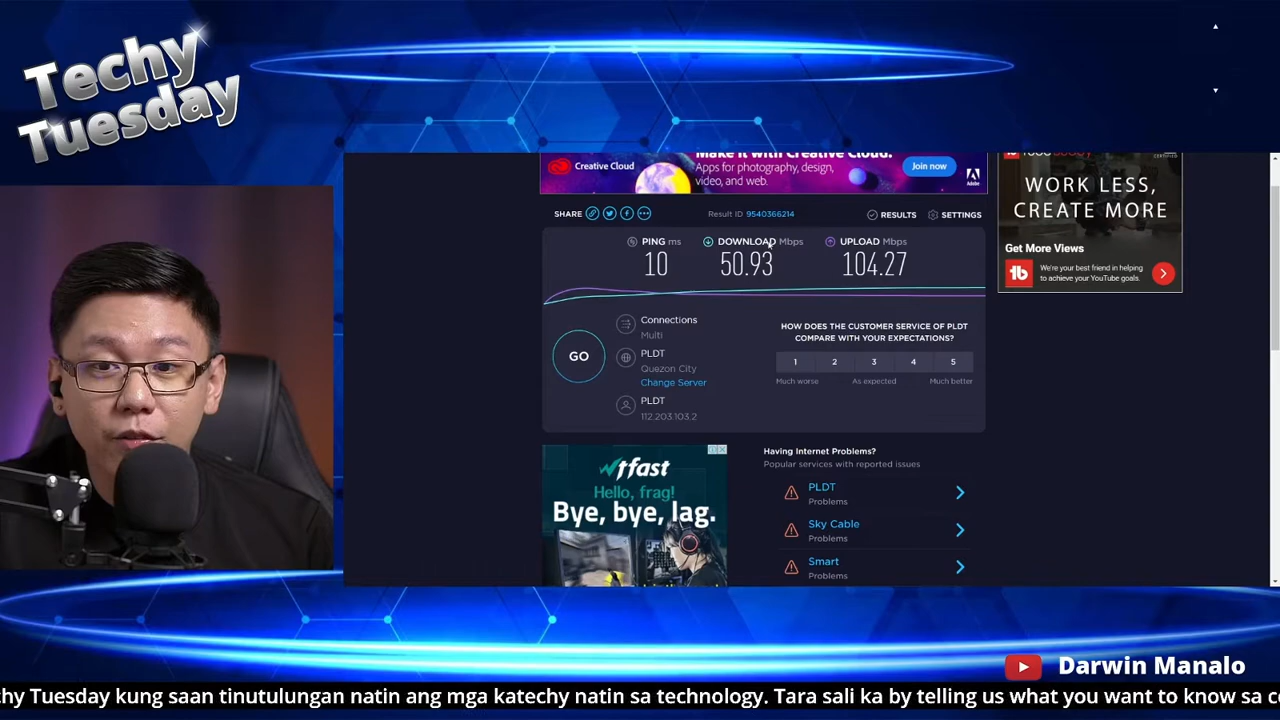 Techy
Tuesday
Creative Cloud
Make it with Creative Cloud.
Apps for photography, design,
video, and web.
Join now
CERTIFIED
WORK LESS,
CREATE MORE
Get More Views
We're your best friend in helping
to achieve your YouTube goals.
SHARE
Result ID 9540366214
RESULTS
SETTINGS
PING ms
DOWNLOAD Mbps
UPLOAD Mbps
10
50.93
104.27
GO
Connections
Multi
PLDT
Quezon City
Change Server
PLDT
112.203.103.2
HOW DOES THE CUSTOMER SERVICE OF PLDT
COMPARE WITH YOUR EXPECTATIONS?
1 2 3 4 5
Much worse As expected Much better
wtfast
Hello, frag!
Bye, bye, lag.
Having Internet Problems?
Popular services with reported issues
PLDT
Problems
Sky Cable
Problems
Smart
Problems
Darwin Manalo
hy Tuesday kung saan tinutulungan natin ang mga katechy natin sa technology. Tara sali ka by telling us what you want to know sa c